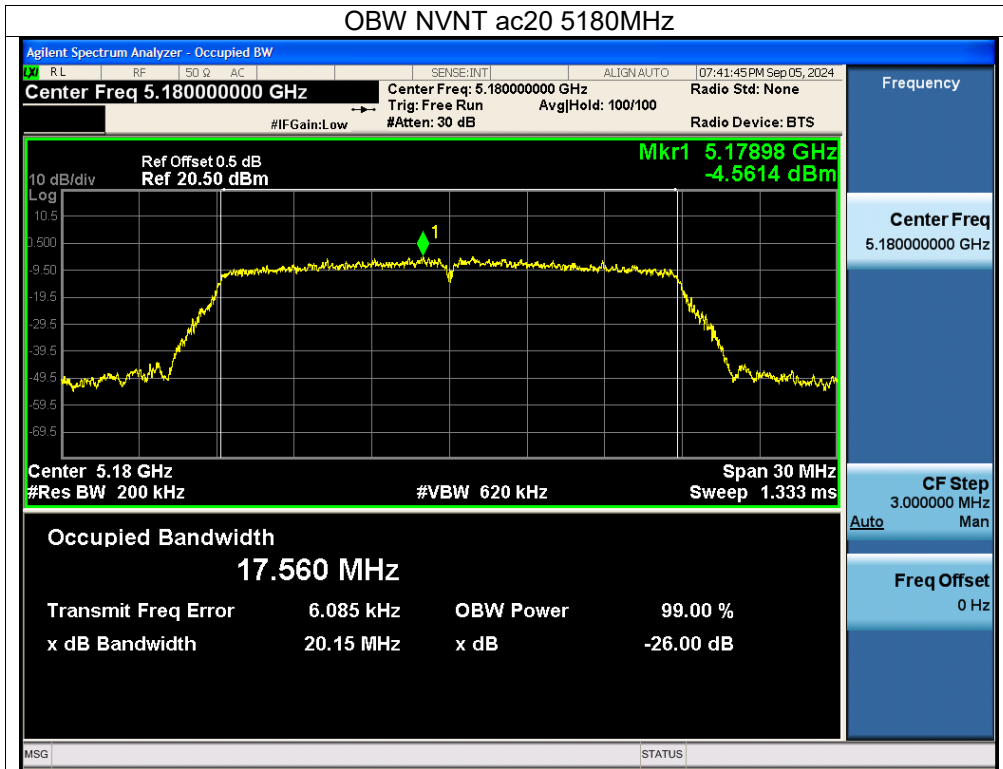 OBW NVNT ac20 5180MHz
Agilent Spectrum Analyzer - Occupied BW
LXI RL RF 50 Ω AC SENSE:INT ALIGN AUTO 07:41:45 PM Sep 05, 2024
Center Freq 5.180000000 GHz
Center Freq: 5.180000000 GHz
Radio Std: None
Trig: Free Run Avg|Hold: 100/100
#IFGain:Low #Atten: 30 dB Radio Device: BTS
Mkr1 5.17898 GHz
-4.5614 dBm
Ref Offset 0.5 dB
10 dB/div Ref 20.50 dBm
Log
10.5
0.500
-9.50
-19.5
-29.5
-39.5
-49.5
-59.5
-69.5
1
Center 5.18 GHz Span 30 MHz
#Res BW 200 kHz #VBW 620 kHz Sweep 1.333 ms
Occupied Bandwidth
17.560 MHz
Transmit Freq Error 6.085 kHz OBW Power 99.00 %
x dB Bandwidth 20.15 MHz x dB -26.00 dB
Frequency
Center Freq
5.180000000 GHz
CF Step
3.000000 MHz
Auto Man
Freq Offset
0 Hz
MSG STATUS